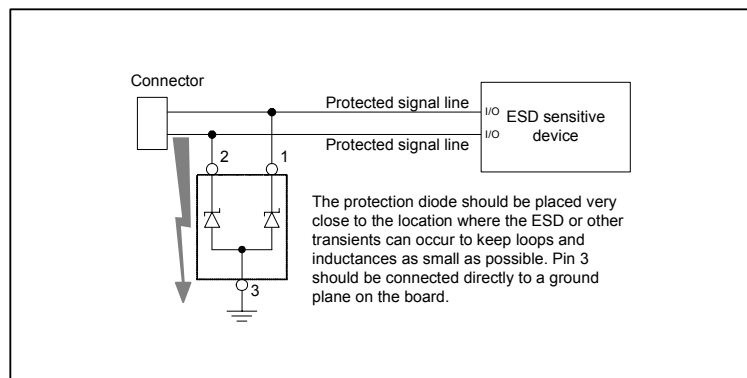 Connector
Protected signal line
I/O
ESD sensitive
device
I/O
Protected signal line
2
1
The protection diode should be placed very
close to the location where the ESD or other
transients can occur to keep loops and
inductances as small as possible. Pin 3
should be connected directly to a ground
plane on the board.
3